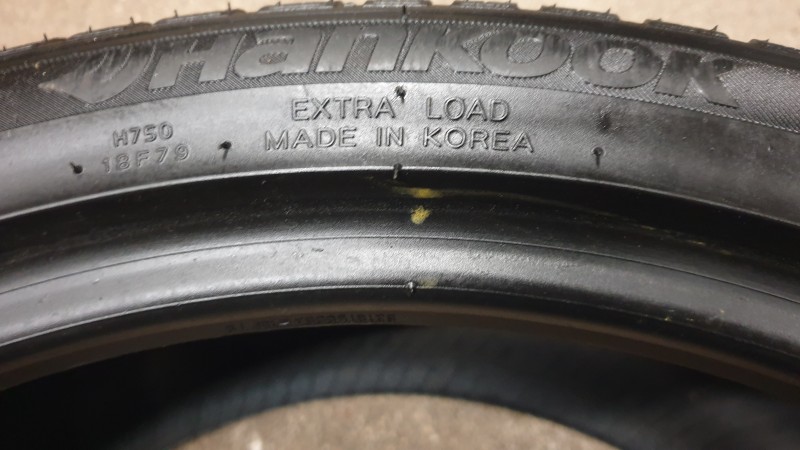 Hankook
EXTRA LOAD
MADE IN KOREA
H750
18F79